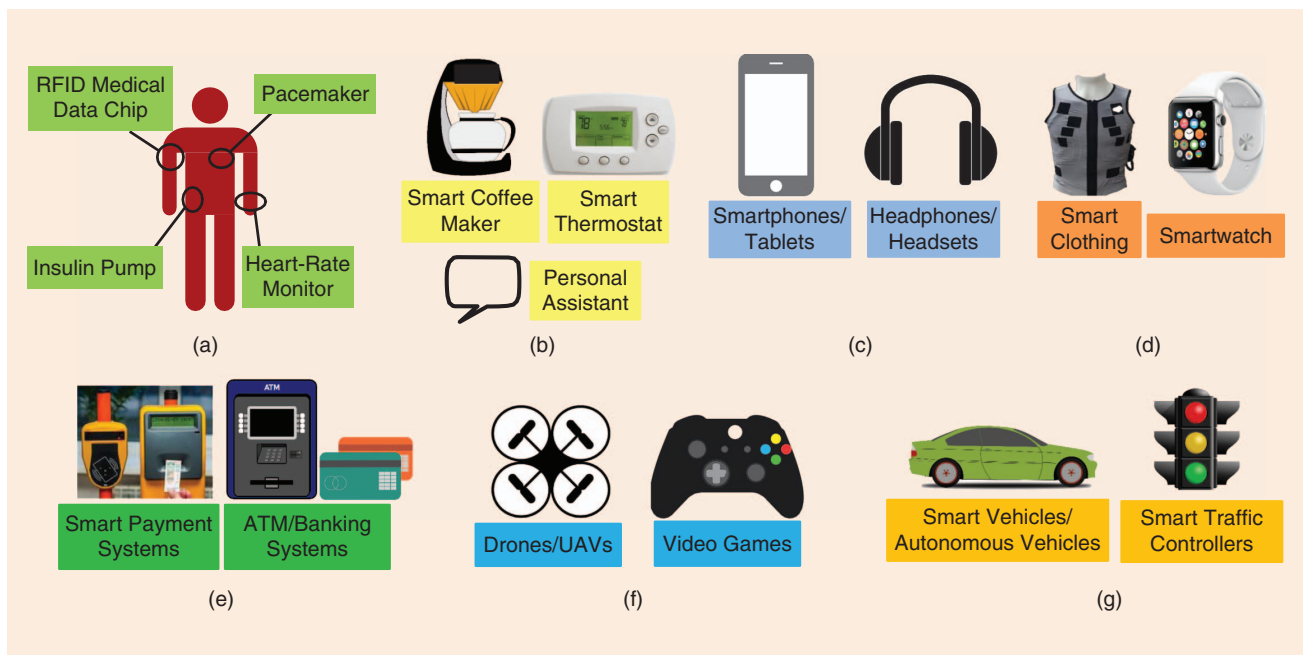 RFID Medical
Data Chip
Pacemaker
Insulin Pump
Heart-Rate
Monitor
(a)
78
Smart Coffee
Maker
Smart
Thermostat
Personal
Assistant
(b)
Smartphones/
Tablets
Headphones/
Headsets
(c)
Smart
Clothing
Smartwatch
(d)
Smart Payment
Systems
ATM
ATM/Banking
Systems
(e)
Drones/UAVs
Video Games
(f)
Smart Vehicles/
Autonomous Vehicles
Smart Traffic
Controllers
(g)